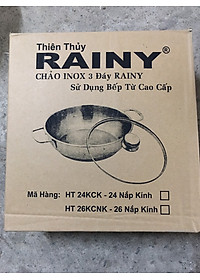 Thiên Thủy
RAINY®
CHẢO INOX 3 Đáy RAINY
Sử Dụng Bếp Từ Cao Cấp
Mã Hàng: HT 24KCK - 24 Nắp Kính
HT 26KCNK - 26 Nắp Kính